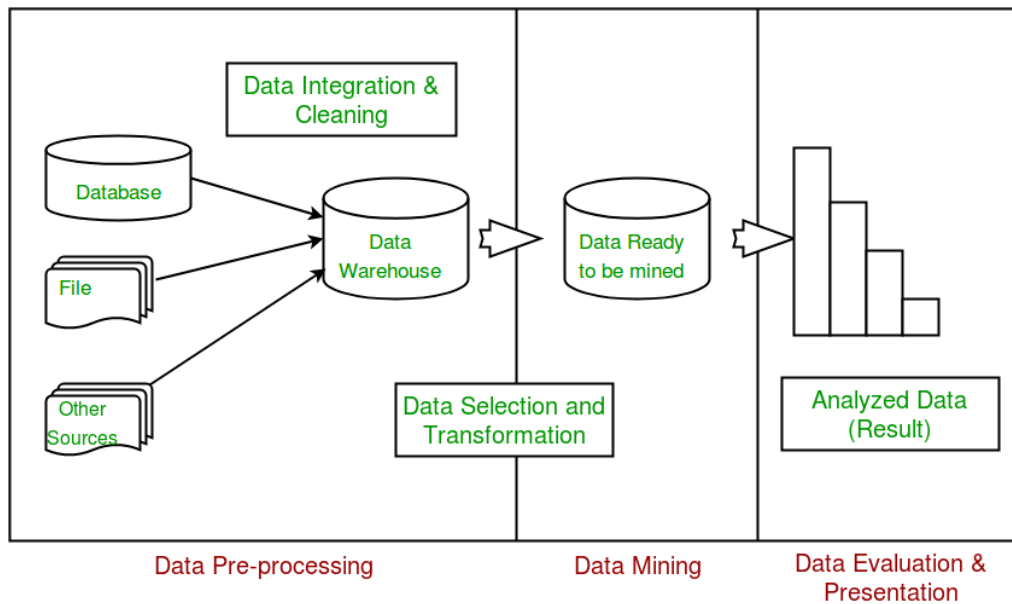 Data Integration &
Cleaning
Database
File
Other
Sources
Data
Warehouse
Data Ready
to be mined
Data Selection and
Transformation
Analyzed Data
(Result)
Data Pre-processing
Data Mining
Data Evaluation &
Presentation